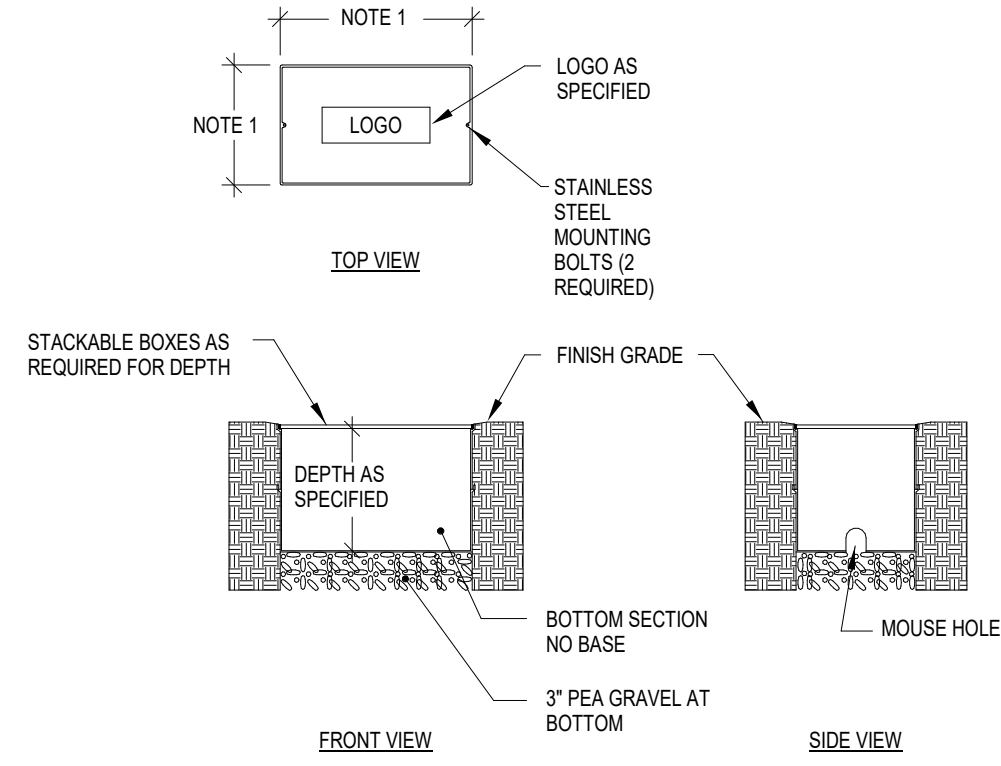 NOTE 1
LOGO AS
SPECIFIED
NOTE 1
LOGO
STAINLESS
STEEL
MOUNTING
BOLTS (2
REQUIRED)
TOP VIEW
STACKABLE BOXES AS
REQUIRED FOR DEPTH
FINISH GRADE
DEPTH AS
SPECIFIED
BOTTOM SECTION
NO BASE
MOUSE HOLE
3" PEA GRAVEL AT
BOTTOM
FRONT VIEW
SIDE VIEW